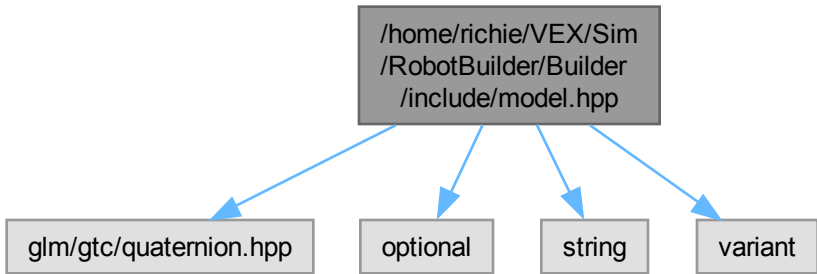 /home/richie/VEX/Sim
/RobotBuilder/Builder
/include/model.hpp
glm/gtc/quaternion.hpp
optional
string
variant